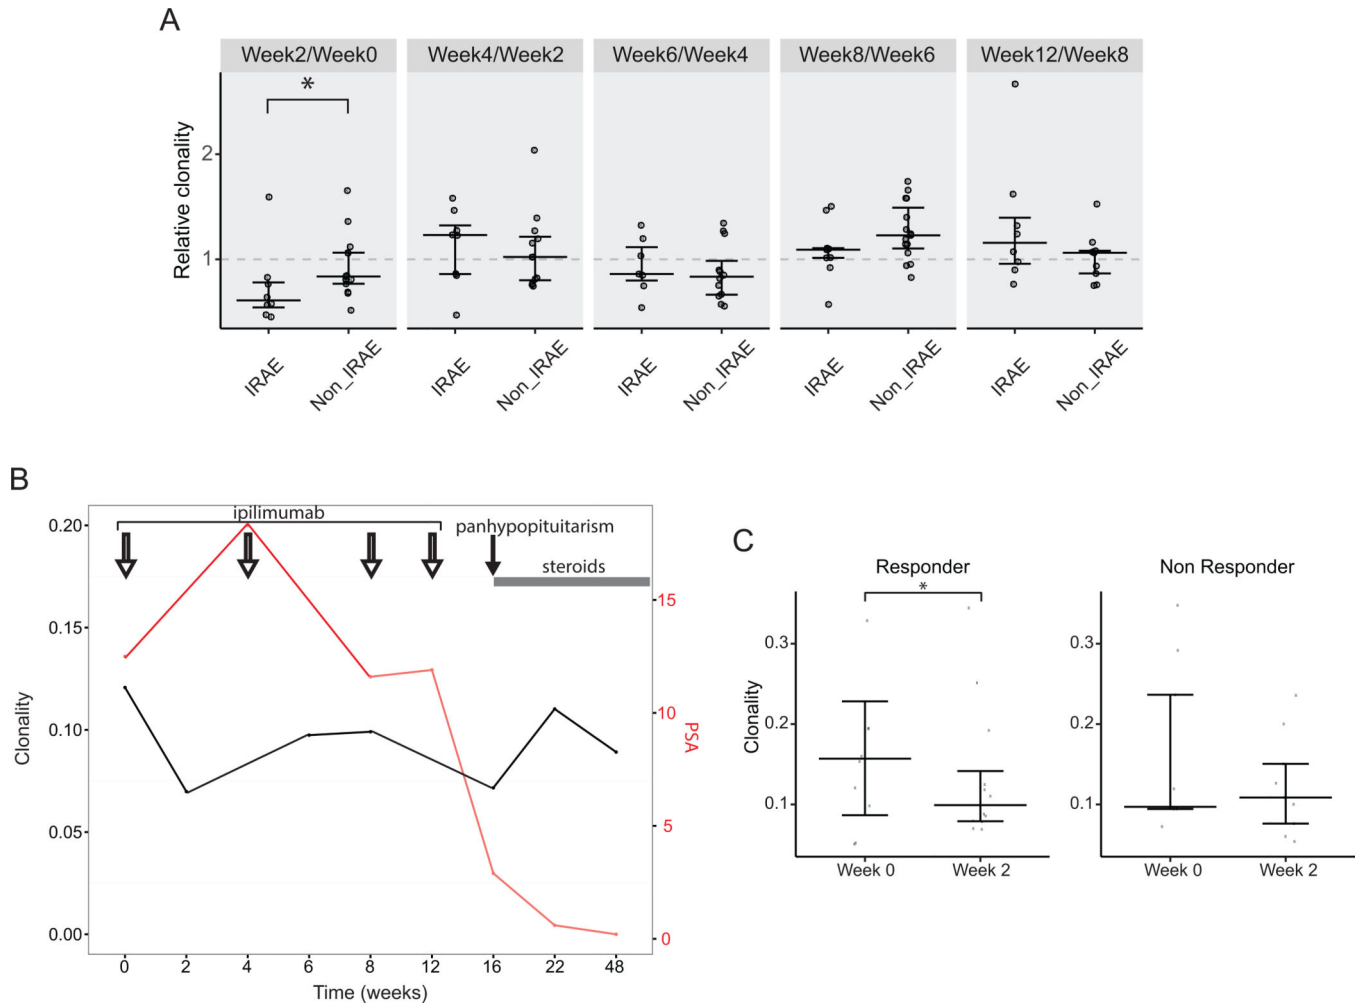 A
Week2/Week0 Week4/Week2 Week6/Week4 Week8/Week6 Week12/Week8
*
Relative clonality
2
1
IRAE Non_IRAE IRAE Non_IRAE IRAE Non_IRAE IRAE Non_IRAE IRAE Non_IRAE
B
ipilimumab
panhypopituitarism
steroids
Clonality
0.20
0.15
0.10
0.05
0.00
PSA
15
10
5
0
0 2 4 6 8 12 16 22 48
Time (weeks)
C
Responder Non Responder
*
Clonality
0.3 0.3
0.2 0.2
0.1 0.1
Week 0 Week 2 Week 0 Week 2